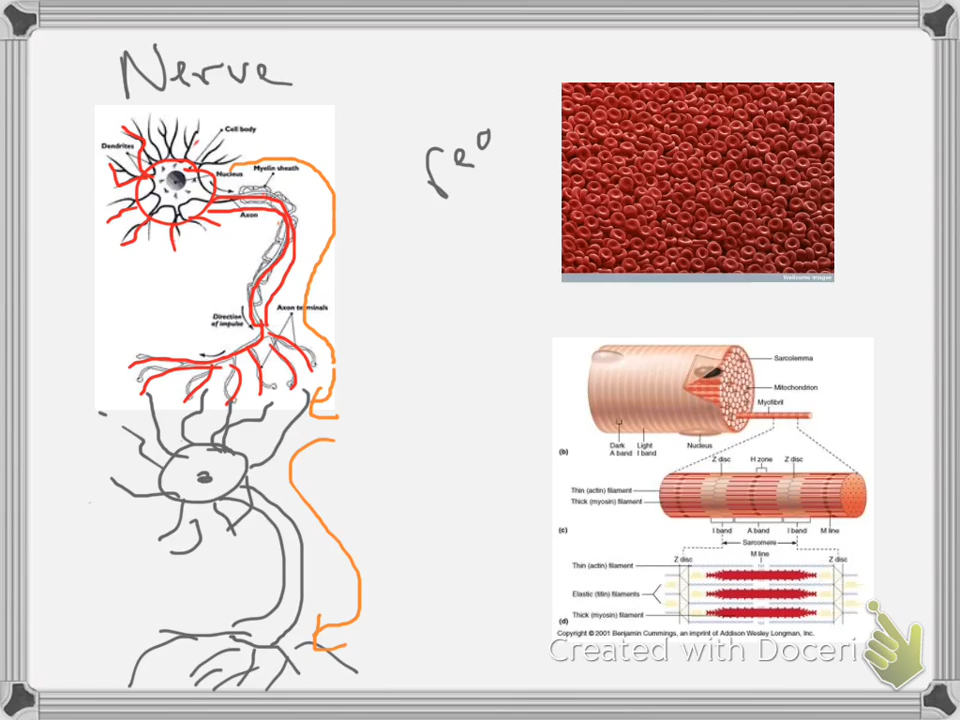 Nerve
Cell body
Dendrites
Nucleus
Myelin sheath
Axon
Axon terminals
Direction
of impulse
Wellcome Images
Sarcolemma
Mitochondrion
Myofibril
Dark
A band
Light
I band
Nucleus
(b)
Z disc
H zone
Z disc
Thin (actin) filament
Thick (myosin) filament
I band
A band
I band
M line
(c)
Sarcomere
Z disc
M line
Z disc
Thin (actin) filament
Elastic (titin) filaments
Thick (myosin) filament
(d)
Copyright © 2001 Benjamin Cummings, an imprint of Addison Wesley Longman, Inc.
Created with Doceri